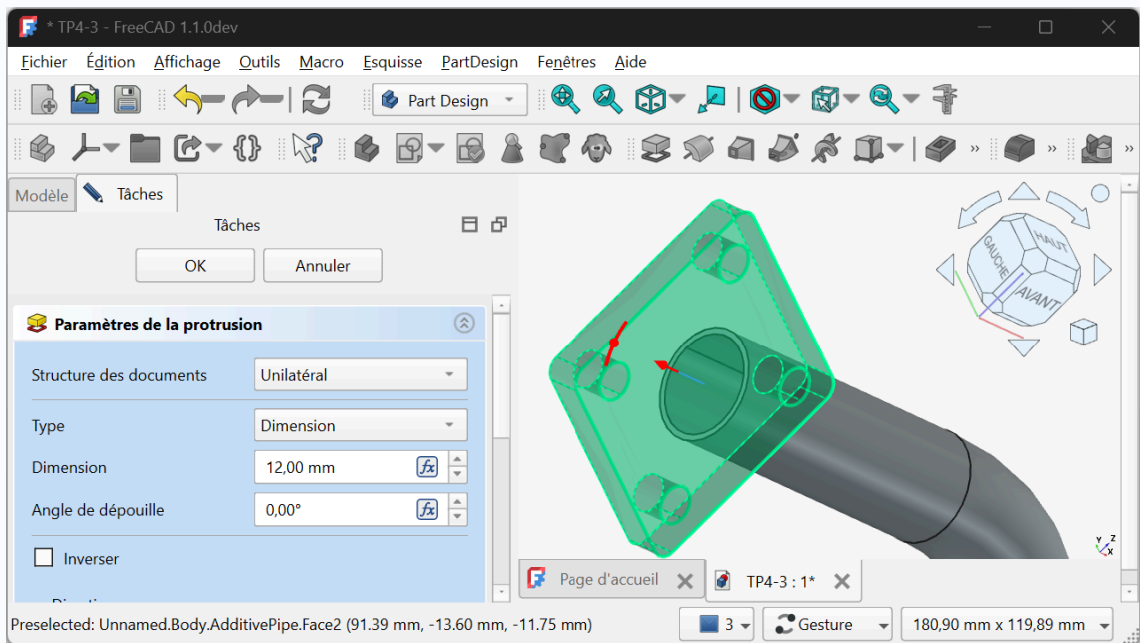 * TP4-3 - FreeCAD 1.1.0dev
Fichier Édition Affichage Outils Macro Esquisse PartDesign Fenêtres Aide
Part Design
Modèle Tâches
Tâches
OK Annuler
Paramètres de la protrusion
Structure des documents Unilatéral
Type Dimension
Dimension 12,00 mm fx
Angle de dépouille 0,00° fx
Inverser
HAUT
GAUCHE
AVANT
Y Z
X
Page d'accueil TP4-3 : 1*
Preselected: Unnamed.Body.AdditivePipe.Face2 (91.39 mm, -13.60 mm, -11.75 mm) 3 Gesture 180,90 mm x 119,89 mm